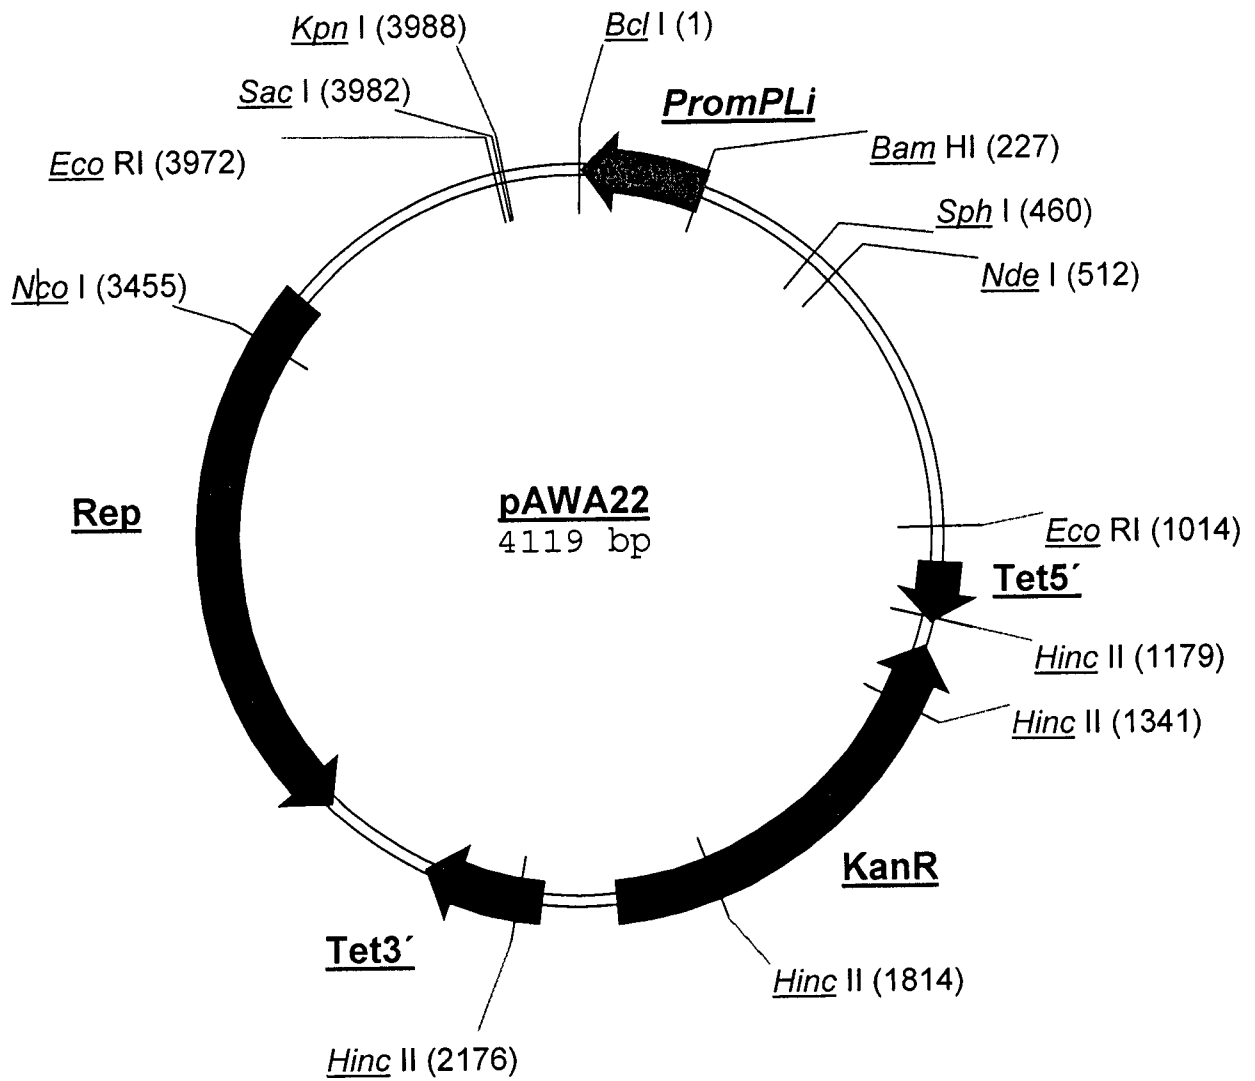 Kpn I (3988)
Bcl I (1)
Sac I (3982)
PromPLi
Eco RI (3972)
Bam HI (227)
Sph I (460)
Nde I (512)
Nco I (3455)
Rep
pAWA22
4119 bp
Eco RI (1014)
Tet5´
Hinc II (1179)
Hinc II (1341)
KanR
Tet3´
Hinc II (1814)
Hinc II (2176)